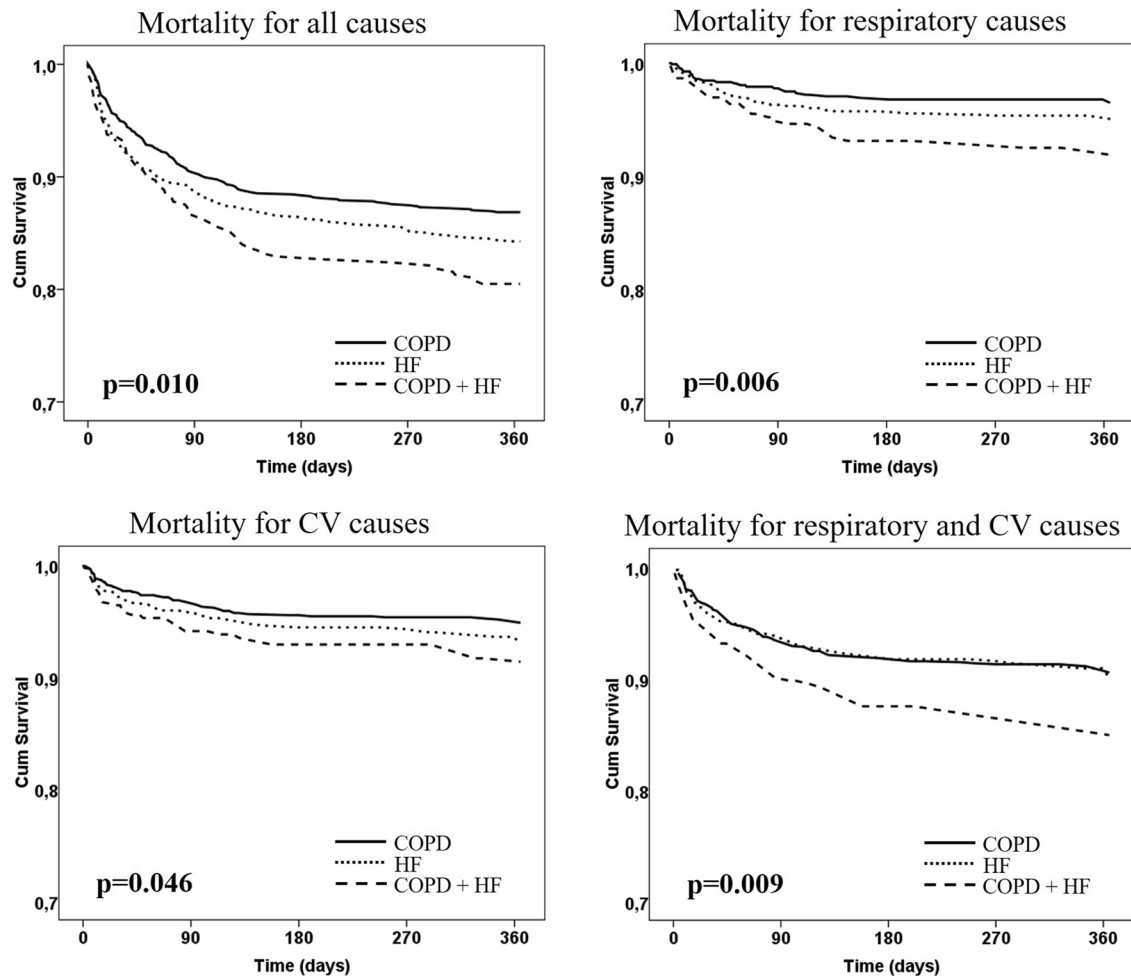 Mortality for all causes
1,0
0,9
0,8
0,7
Cum Survival
COPD
HF
COPD + HF
p=0.010
0 90 180 270 360
Time (days)
Mortality for respiratory causes
1,0
0,9
0,8
0,7
Cum Survival
COPD
HF
COPD + HF
p=0.006
0 90 180 270 360
Time (days)
Mortality for CV causes
1,0
0,9
0,8
0,7
Cum Survival
COPD
HF
COPD + HF
p=0.046
0 90 180 270 360
Time (days)
Mortality for respiratory and CV causes
1,0
0,9
0,8
0,7
Cum Survival
COPD
HF
COPD + HF
p=0.009
0 90 180 270 360
Time (days)